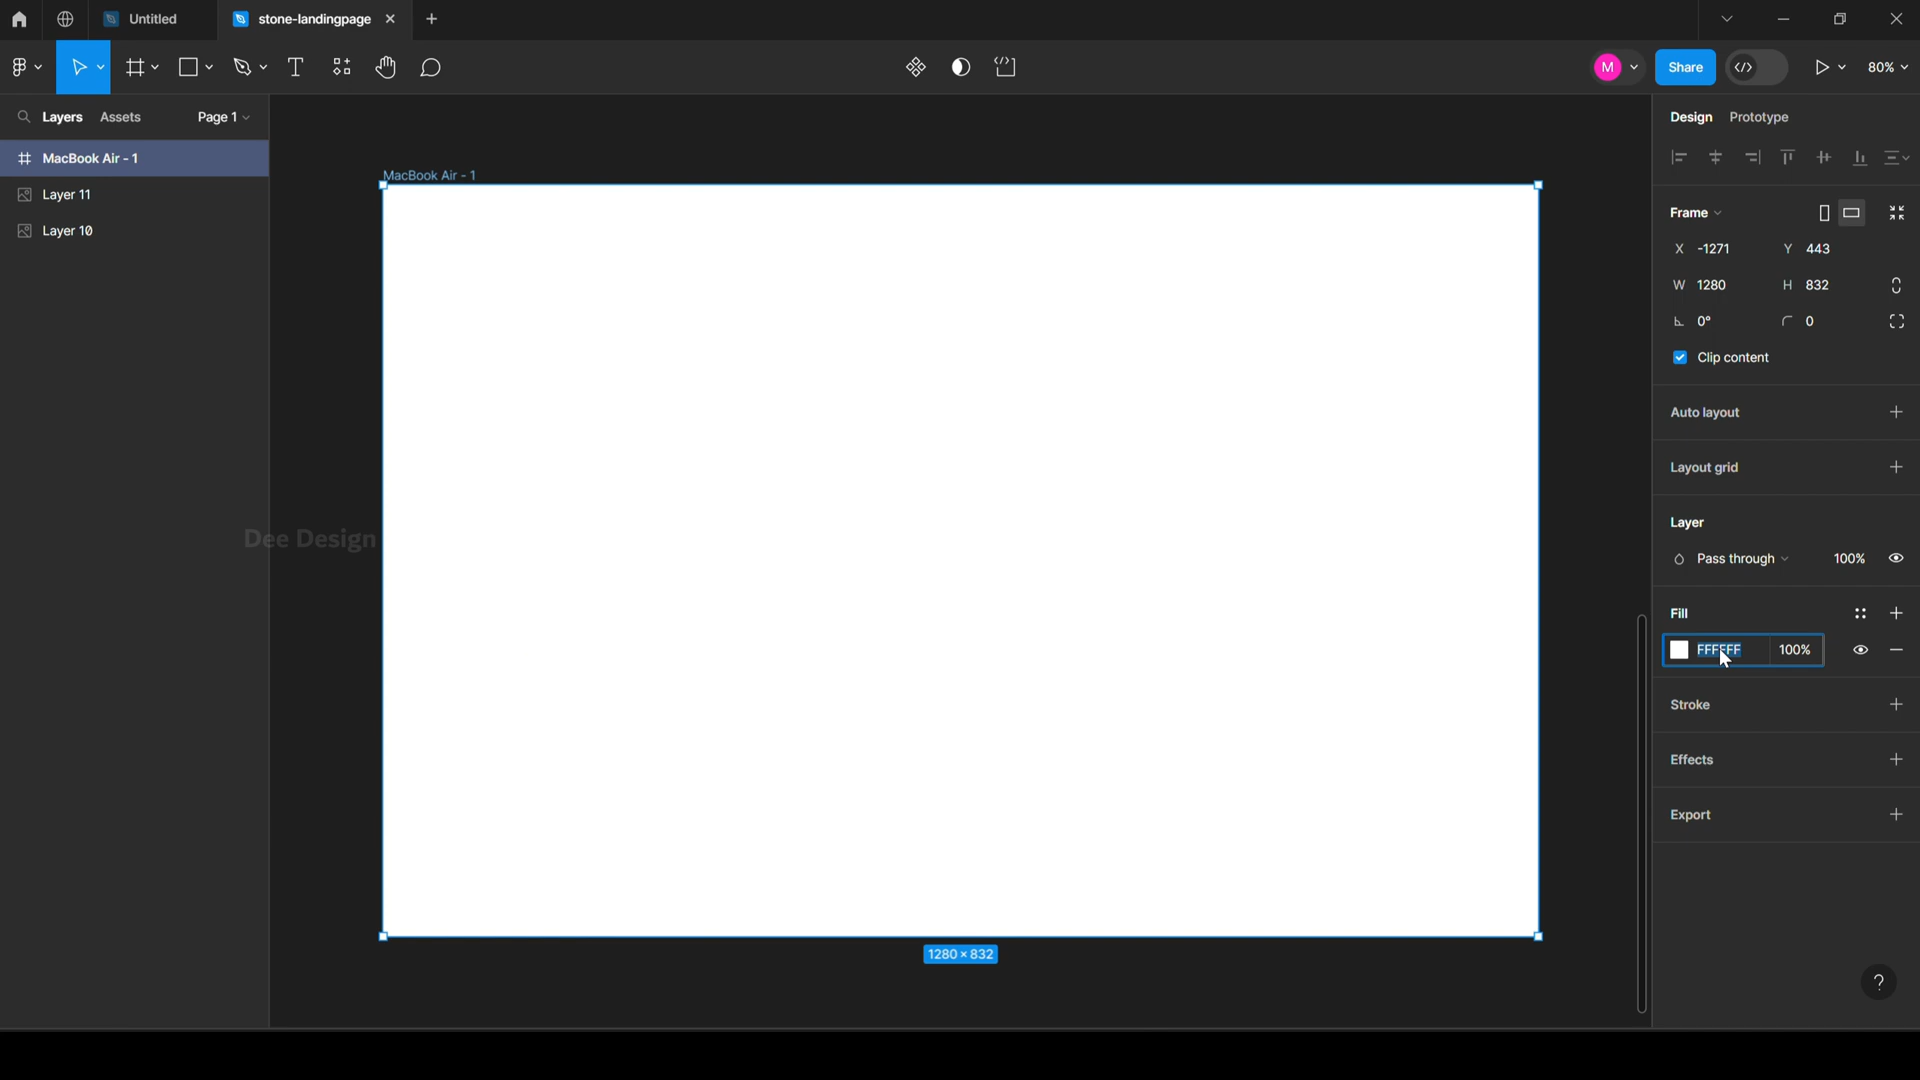 Untitled
stone-landingpage
M
Share
80%
Layers Assets Page 1
Design Prototype
MacBook Air - 1
Layer 11
Layer 10
MacBook Air - 1
Frame
X -1271 Y 443
W 1280 H 832
0° 0
Clip content
Auto layout
Layout grid
Dee Design
Layer
Pass through 100%
Fill
FFFFFF 100%
Stroke
Effects
Export
1280 × 832
?